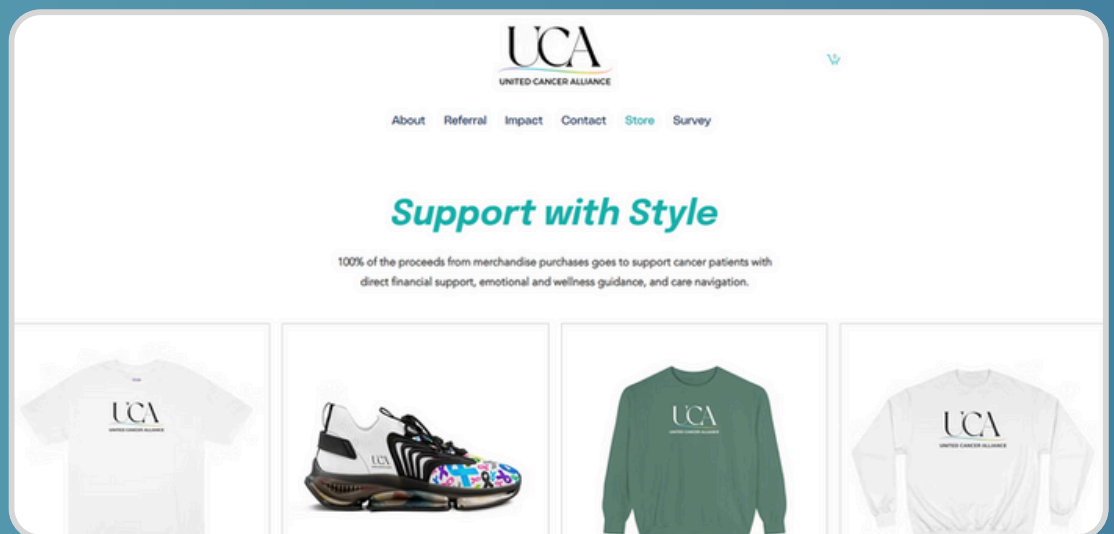 UCA
UNITED CANCER ALLIANCE
About Referral Impact Contact Store Survey
Support with Style
100% of the proceeds from merchandise purchases goes to support cancer patients with
direct financial support, emotional and wellness guidance, and care navigation.
UCA
UNITED CANCER ALLIANCE
UCA
UCA
UNITED CANCER ALLIANCE
UCA
UNITED CANCER ALLIANCE